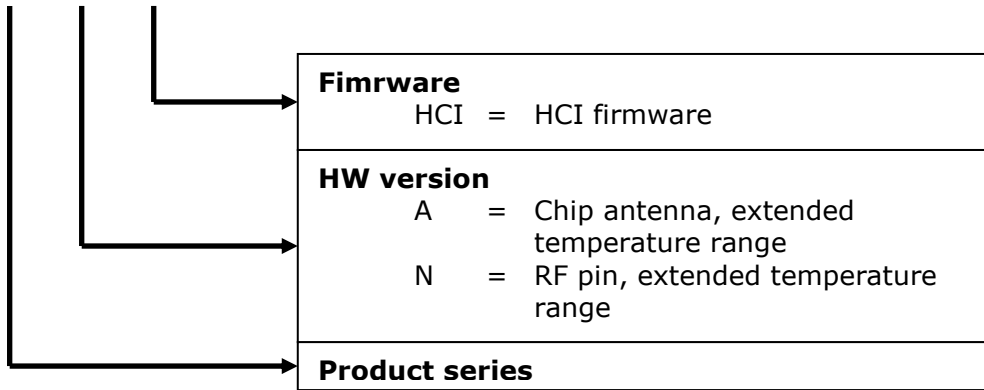 Fimrware
HCI = HCI firmware
HW version
A = Chip antenna, extended
temperature range
N = RF pin, extended temperature
range
Product series